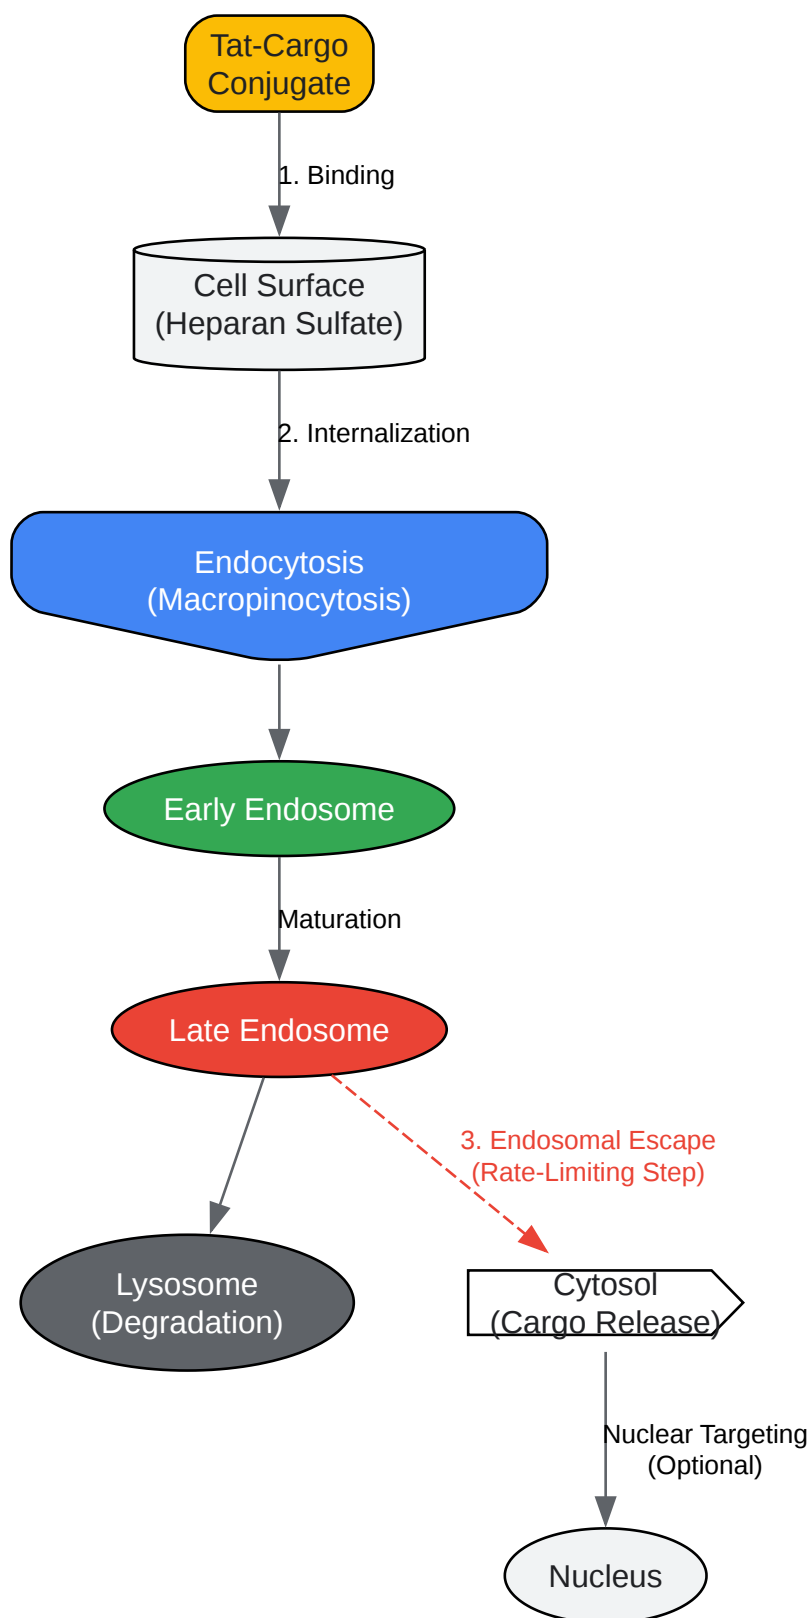 Tat-Cargo
Conjugate
1. Binding
Cell Surface
(Heparan Sulfate)
2. Internalization
Endocytosis
(Macropinocytosis)
Early Endosome
Maturation
Late Endosome
3. Endosomal Escape
(Rate-Limiting Step)
Lysosome
(Degradation)
Cytosol
(Cargo Release)
Nuclear Targeting
(Optional)
Nucleus